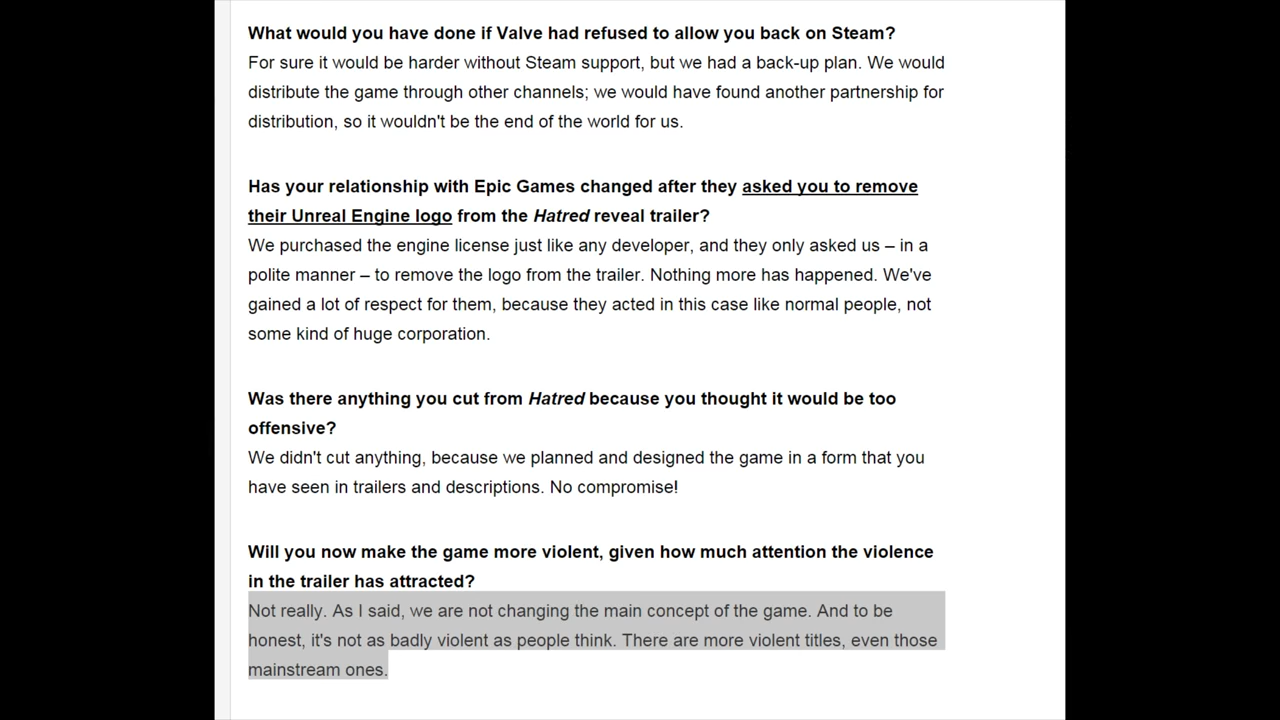 What would you have done if Valve had refused to allow you back on Steam?
For sure it would be harder without Steam support, but we had a back-up plan. We would
distribute the game through other channels; we would have found another partnership for
distribution, so it wouldn't be the end of the world for us.
Has your relationship with Epic Games changed after they asked you to remove
their Unreal Engine logo from the Hatred reveal trailer?
We purchased the engine license just like any developer, and they only asked us – in a
polite manner – to remove the logo from the trailer. Nothing more has happened. We've
gained a lot of respect for them, because they acted in this case like normal people, not
some kind of huge corporation.
Was there anything you cut from Hatred because you thought it would be too
offensive?
We didn't cut anything, because we planned and designed the game in a form that you
have seen in trailers and descriptions. No compromise!
Will you now make the game more violent, given how much attention the violence
in the trailer has attracted?
Not really. As I said, we are not changing the main concept of the game. And to be
honest, it's not as badly violent as people think. There are more violent titles, even those
mainstream ones.